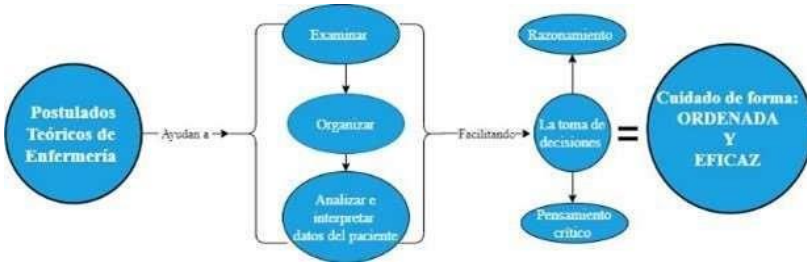 Postulados
Teóricos de
Enfermería
Ayudan a
Examinar
Organizar
Analizar e
interpretar
datos del paciente
Facilitando
Razonamiento
La toma de
decisiones
Pensamiento
crítico
=
Cuidado de forma:
ORDENADA
Y
EFICAZ